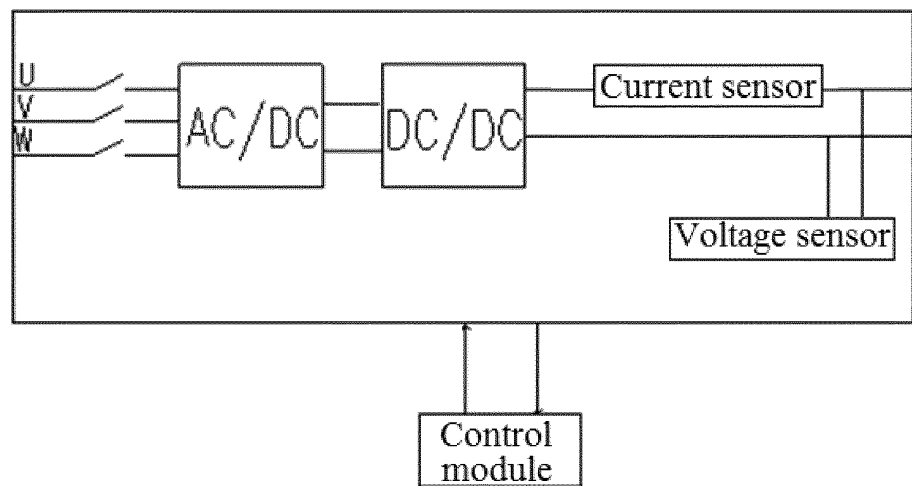 U
V
W
AC/DC
DC/DC
Current sensor
Voltage sensor
Control
module